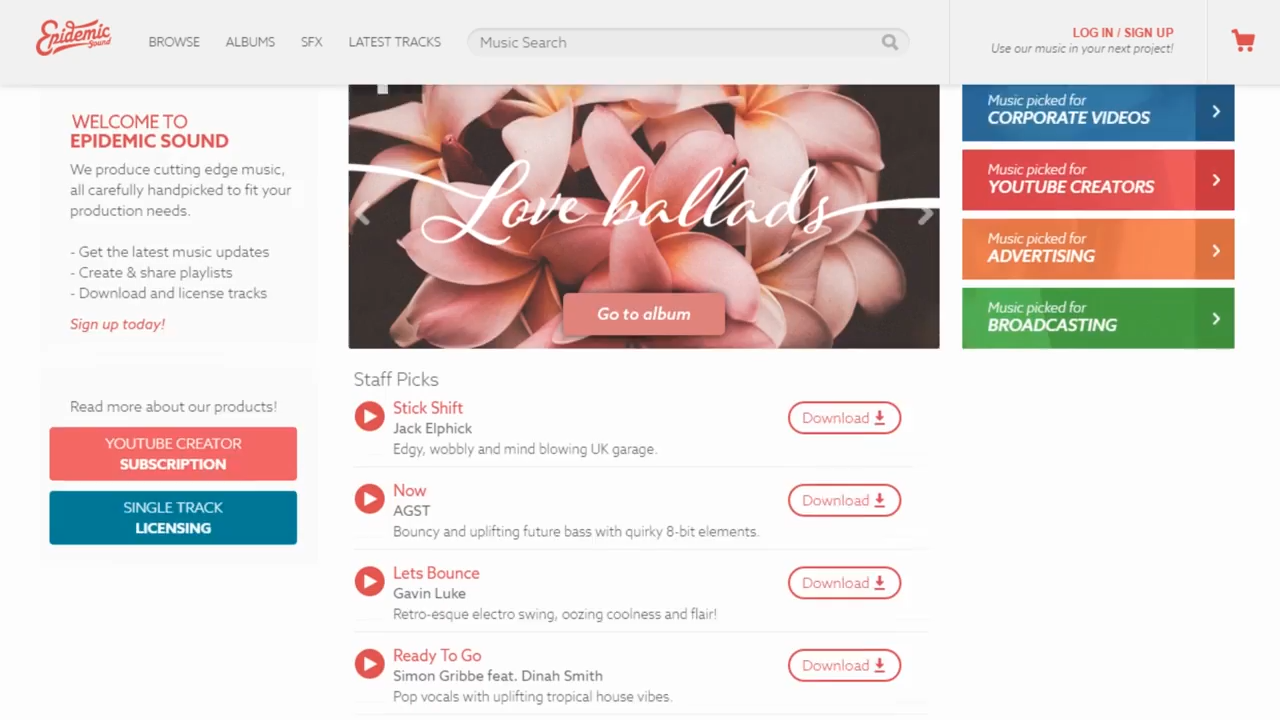 Epidemic
Sound
BROWSE
ALBUMS
SFX
LATEST TRACKS
Music Search
LOG IN / SIGN UP
Use our music in your next project!
WELCOME TO
EPIDEMIC SOUND
We produce cutting edge music,
all carefully handpicked to fit your
production needs.
- Get the latest music updates
- Create & share playlists
- Download and license tracks
Sign up today!
Read more about our products!
YOUTUBE CREATOR
SUBSCRIPTION
SINGLE TRACK
LICENSING
Love ballads
Go to album
Music picked for
CORPORATE VIDEOS
Music picked for
YOUTUBE CREATORS
Music picked for
ADVERTISING
Music picked for
BROADCASTING
Staff Picks
Stick Shift
Jack Elphick
Edgy, wobbly and mind blowing UK garage.
Download
Now
AGST
Bouncy and uplifting future bass with quirky 8-bit elements.
Download
Lets Bounce
Gavin Luke
Retro-esque electro swing, oozing coolness and flair!
Download
Ready To Go
Simon Gribbe feat. Dinah Smith
Pop vocals with uplifting tropical house vibes.
Download